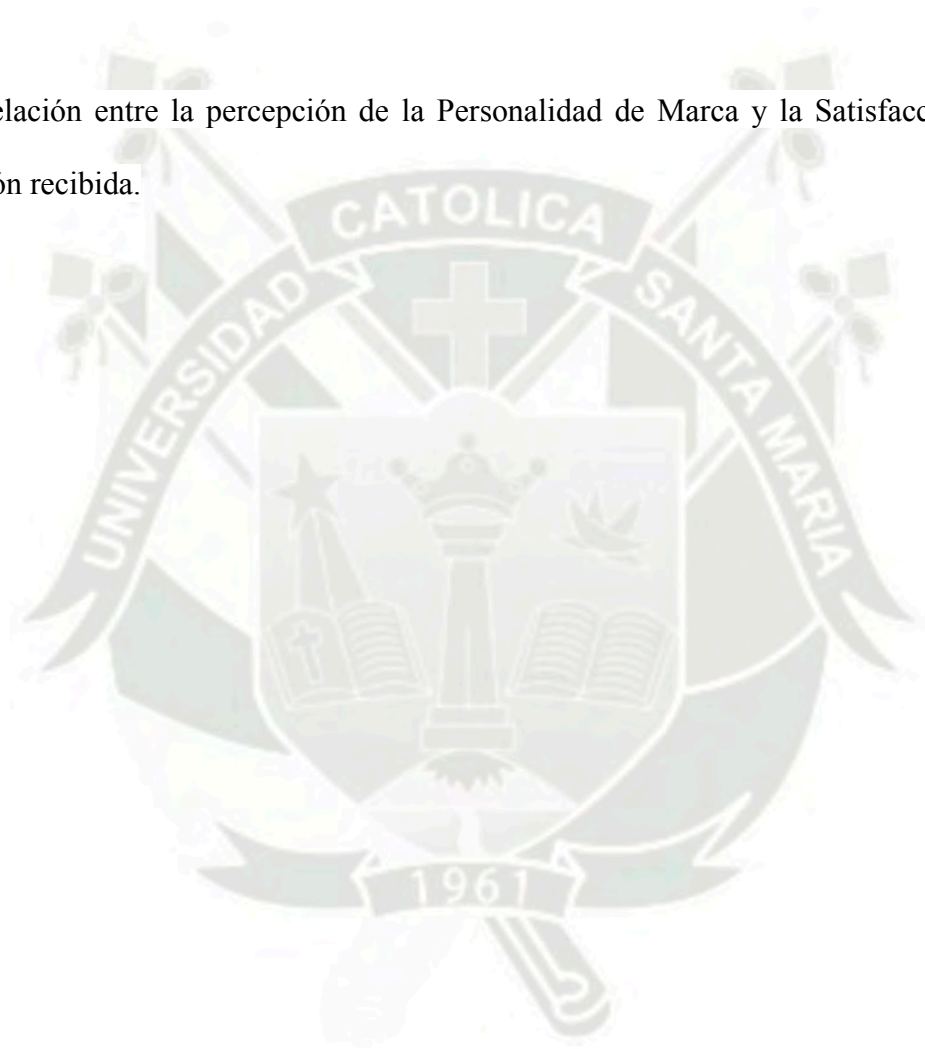 elación entre la percepción de la Personalidad de Marca y la Satisfacc
ón recibida.
UNIVERSIDAD CATOLICA SANTA MARIA
1961